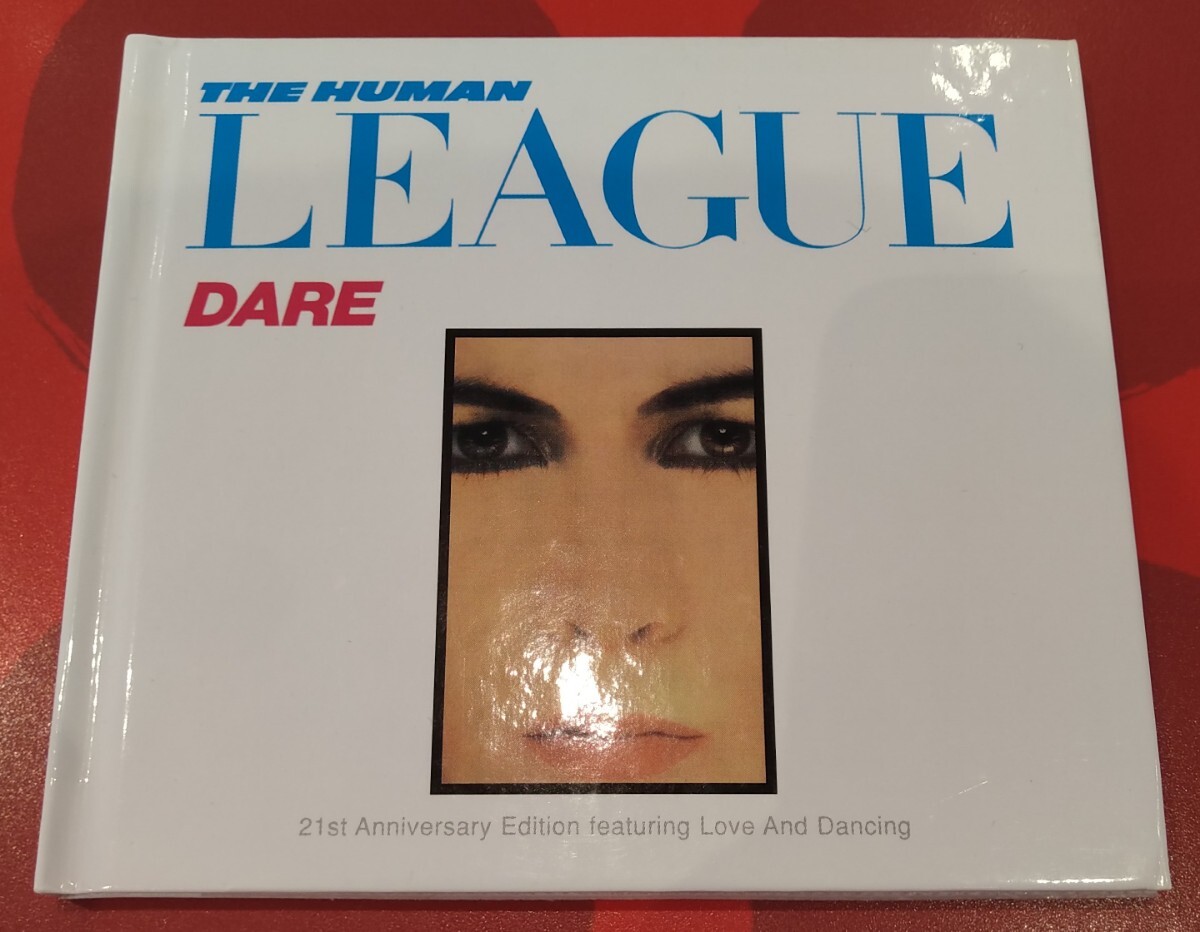 THE HUMAN
LEAGUE
DARE
21st Anniversary Edition featuring Love And Dancing